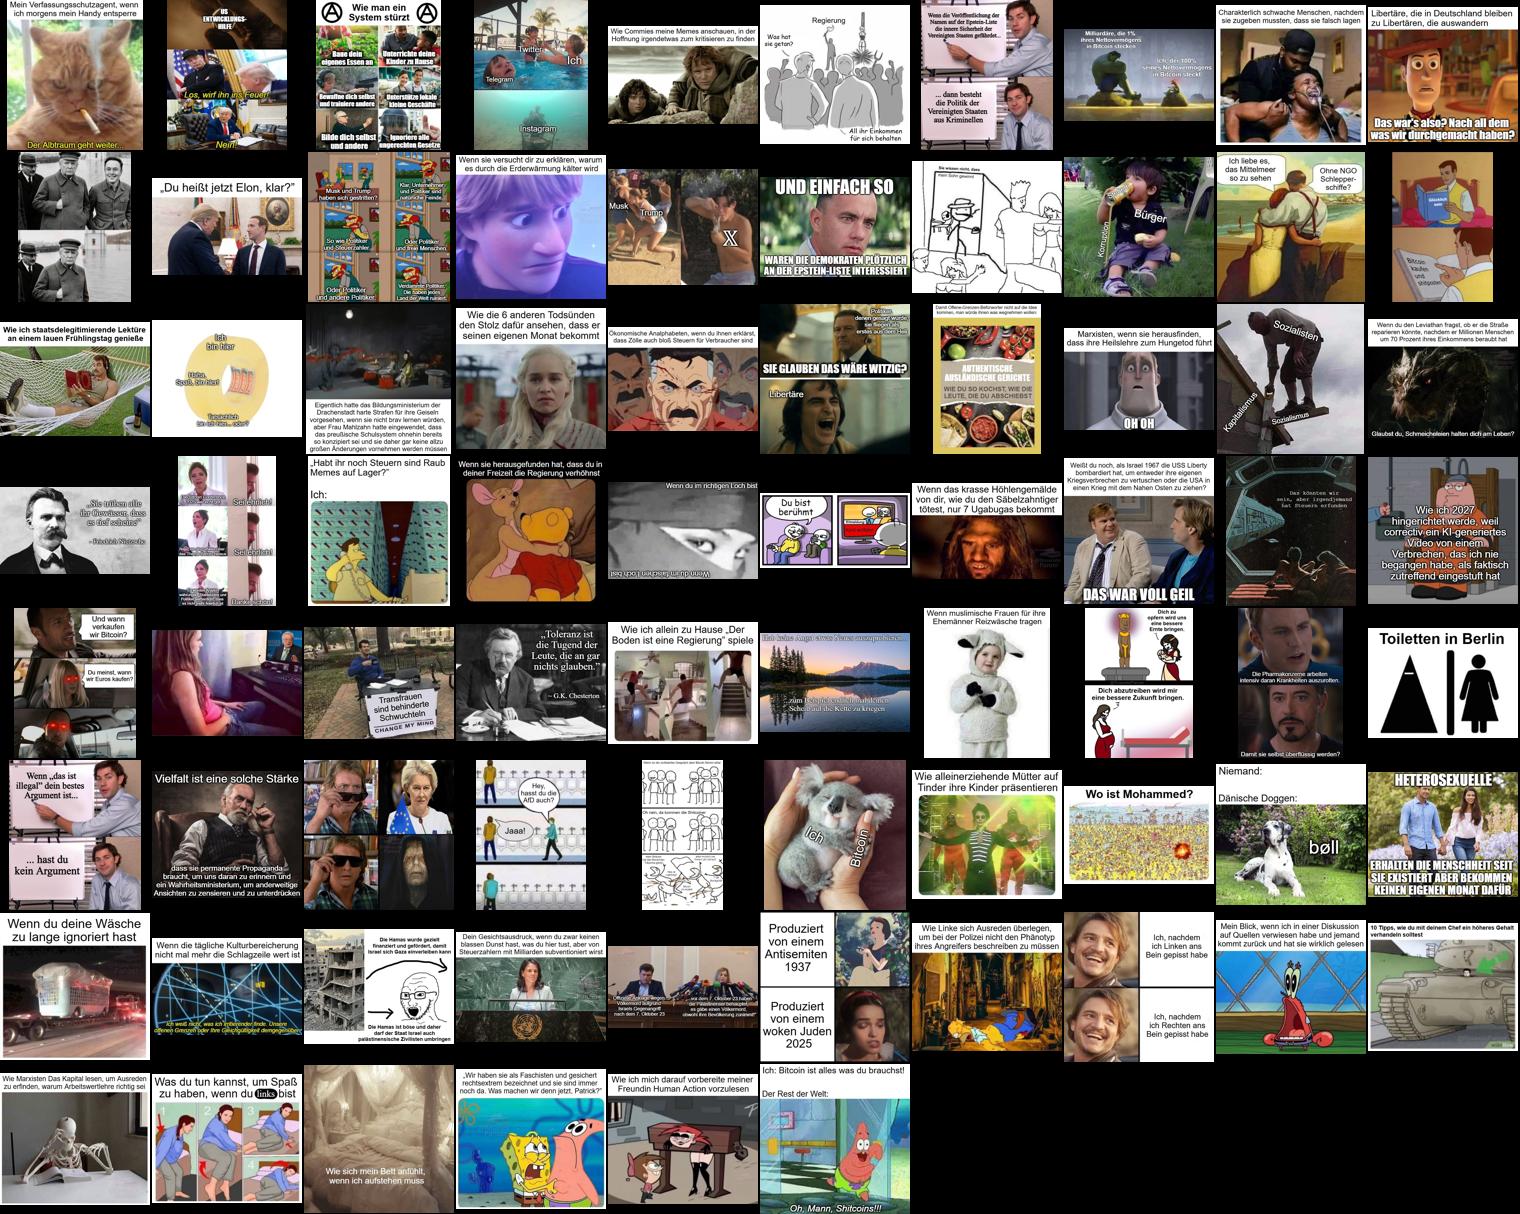 Mein Verfassungsschutzagent, wenn
ich morgens mein Handy entsperre
Der Albtraum geht weiter...
US
ENTWICKLUNGS-
HILFE
Los, wirf ihn ins Feuer!
Nein!
Wie man ein
System stürzt
Baue dein
eigenes Essen an
Unterrichte deine
Kinder zu Hause
Bewaffne dich selbst
und trainiere andere
Unterstütze lokale
kleine Geschäfte
Bilde dich selbst
und andere
Ignoriere alle
ungerechten Gesetze
Twitter
Ich
Telegram
Instagram
Wie Commies meine Memes anschauen, in der
Hoffnung irgendetwas zum kritisieren zu finden
Regierung
Was hat
sie getan?
All ihr Einkommen
für sich behalten
Wenn die Veröffentlichung der
Namen auf der Epstein-Liste
die innere Sicherheit der
Vereinigten Staaten gefährdet...
... dann besteht
die Politik der
Vereinigten Staaten
aus Kriminellen
Milliardäre, die 1%
ihres Nettovermögens
in Bitcoin stecken
Ich, der 100%
seines Nettovermögens
in Bitcoin steckt
Charakterlich schwache Menschen, nachdem
sie zugeben mussten, dass sie falsch lagen
Libertäre, die in Deutschland bleiben
zu Libertären, die auswandern
Das war's also? Nach all dem
was wir durchgemacht haben?
„Du heißt jetzt Elon, klar?"
Musk und Trump
haben sich gestritten?
Klar, Unternehmer
und Politiker sind
natürliche Feinde.
So wie Politiker
und Steuerzahler.
Oder Politiker
und freie Menschen.
Oder Politiker
und andere Politiker.
Verdammte Politiker.
Die haben jedes
Land der Welt ruiniert.
Wenn sie versucht dir zu erklären, warum
es durch die Erderwärmung kälter wird
Musk
Trump
X
UND EINFACH SO
WAREN DIE DEMOKRATEN PLÖTZLICH
AN DER EPSTEIN-LISTE INTERESSIERT
Sie wissen nicht, dass
mein Sohn gewinnt
Bürger
Korruption
Ich liebe es,
das Mittelmeer
so zu sehen
Ohne NGO
Schlepper-
schiffe?
Glücklich
sein
Bitcoin
kaufen
und
shitposten
Wie ich staatsdelegitimierende Lektüre
an einem lauen Frühlingstag genieße
Ich
bin hier
Haha,
Spaß, bin hier!
Tatsächlich
bin ich hier... oder?
Eigentlich hatte das Bildungsministerium der
Drachenstadt harte Strafen für ihre Geiseln
vorgesehen, wenn sie nicht brav lernen würden,
aber Frau Mahlzahn hatte eingewendet, dass
das preußische Schulsystem ohnehin bereits
so konzipiert sei und sie daher gar keine allzu
großen Änderungen vornehmen werden müssen
Wie die 6 anderen Todsünden
den Stolz dafür ansehen, dass er
seinen eigenen Monat bekommt
Ökonomische Analphabeten, wenn du Ihnen erklärst,
dass Zölle auch bloß Steuern für Verbraucher sind
Politiker,
denen gesagt wurde
sie fliegen als
erstes aus dem Heli
SIE GLAUBEN DAS WÄRE WITZIG?
Libertäre
Damit Offene-Grenzen-Befürworter nicht auf die Idee
kommen, man würde ihnen was wegnehmen wollen:
AUTHENTISCHE
AUSLÄNDISCHE GERICHTE
WIE DU SO KOCHST, WIE DIE
LEUTE, DIE DU ABSCHIEBST
Marxisten, wenn sie herausfinden,
dass ihre Heilslehre zum Hungetod führt
OH OH
Sozialisten
Kapitalismus
Sozialismus
Wenn du den Leviathan fragst, ob er die Straße
reparieren könnte, nachdem er Millionen Menschen
um 70 Prozent ihres Einkommens beraubt hat
Glaubst du, Schmeicheleien halten dich am Leben?
„Sie trüben alle
ihr Gewässer, dass
es tief scheine"
- Friedrich Nietzsche
Sei ehrlich!
Sei ehrlich!
Danke schön!
„Habt ihr noch Steuern sind Raub
Memes auf Lager?"
Ich:
Wenn sie herausgefunden hat, dass du in
deiner Freizeit die Regierung verhöhnst
Wenn du im richtigen Loch bist
Wenn du im falschen Loch bist
Du bist
berühmt
Wenn das krasse Höhlengemälde
von dir, wie du den Säbelzahntiger
tötest, nur 7 Ugabugas bekommt
Weißt du noch, als Israel 1967 die USS Liberty
bombardiert hat, um entweder ihre eigenen
Kriegsverbrechen zu vertuschen oder die USA in
einen Krieg mit dem Nahen Osten zu ziehen?
DAS WAR VOLL GEIL
Das könnten wir
sein, aber irgendjemand
hat Steuern erfunden
Wie ich 2027
hingerichtet werde, weil
correctiv ein KI-generiertes
Video von einem
Verbrechen, das ich nie
begangen habe, als faktisch
zutreffend eingestuft hat
Und wann
verkaufen
wir Bitcoin?
Du meinst, wann
wir Euros kaufen?
Transfrauen
sind behinderte
Schwuchteln
CHANGE MY MIND
„Toleranz ist
die Tugend der
Leute, die an gar
nichts glauben."
~ G.K. Chesterton
Wie ich allein zu Hause „Der
Boden ist eine Regierung" spiele
Hab keine Angst etwas Neues auszuprobieren...
...zum Beispiel endlich mal deinen
Scheiß auf die Kette zu kriegen
Wenn muslimische Frauen für ihre
Ehemänner Reizwäsche tragen
Dich zu
opfern wird uns
eine bessere
Ernte bringen.
Dich abzutreiben wird mir
eine bessere Zukunft bringen.
Die Pharmakonzerne arbeiten
intensiv daran Krankheiten auszurotten.
Damit sie selbst überflüssig werden?
Toiletten in Berlin
Wenn „das ist
illegal" dein bestes
Argument ist...
... hast du
kein Argument
Vielfalt ist eine solche Stärke
dass sie permanente Propaganda
braucht, um uns daran zu erinnern und
ein Wahrheitsministerium, um anderweitige
Ansichten zu zensieren und zu unterdrücken
Hey,
hasst du die
AfD auch?
Jaaa!
Ich
Bitcoin
Wie alleinerziehende Mütter auf
Tinder ihre Kinder präsentieren
Wo ist Mohammed?
Niemand:
Dänische Doggen:
bøll
HETEROSEXUELLE
ERHALTEN DIE MENSCHHEIT SEIT
SIE EXISTIERT ABER BEKOMMEN
KEINEN EIGENEN MONAT DAFÜR
Wenn du deine Wäsche
zu lange ignoriert hast
Wenn die tägliche Kulturbereicherung
nicht mal mehr die Schlagzeile wert ist
Ich weiß nicht, was ich irritierender finde. Unsere
offenen Grenzen oder Ihre Gleichgültigkeit demgegenüber.
Die Hamas wurde gezielt
finanziert und gefördert, damit
Israel sich Gaza einverleiben kann
Die Hamas ist böse und daher
darf der Staat Israel auch
palästinensische Zivilisten umbringen
Dein Gesichtsausdruck, wenn du zwar keinen
blassen Dunst hast, was du hier tust, aber von
Steuerzahlern mit Milliarden subventioniert wirst
Produziert
von einem
Antisemiten
1937
Produziert
von einem
woken Juden
2025
Wie Linke sich Ausreden überlegen,
um bei der Polizei nicht den Phänotyp
ihres Angreifers beschreiben zu müssen
Ich, nachdem
ich Linken ans
Bein gepisst habe
Ich, nachdem
ich Rechten ans
Bein gepisst habe
Mein Blick, wenn ich in einer Diskussion
auf Quellen verwiesen habe und jemand
kommt zurück und hat sie wirklich gelesen
10 Tipps, wie du mit deinem Chef ein höheres Gehalt
verhandeln solltest
Wie Marxisten Das Kapital lesen, um Ausreden
zu erfinden, warum Arbeitswertlehre richtig sei
Was du tun kannst, um Spaß
zu haben, wenn du links bist
1
2
3
4
Wie sich mein Bett anfühlt,
wenn ich aufstehen muss
„Wir haben sie als Faschisten und gesichert
rechtsextrem bezeichnet und sie sind immer
noch da. Was machen wir denn jetzt, Patrick?"
Wie ich mich darauf vorbereite meiner
Freundin Human Action vorzulesen
Ich: Bitcoin ist alles was du brauchst!
Der Rest der Welt:
Oh, Mann, Shitcoins!!!